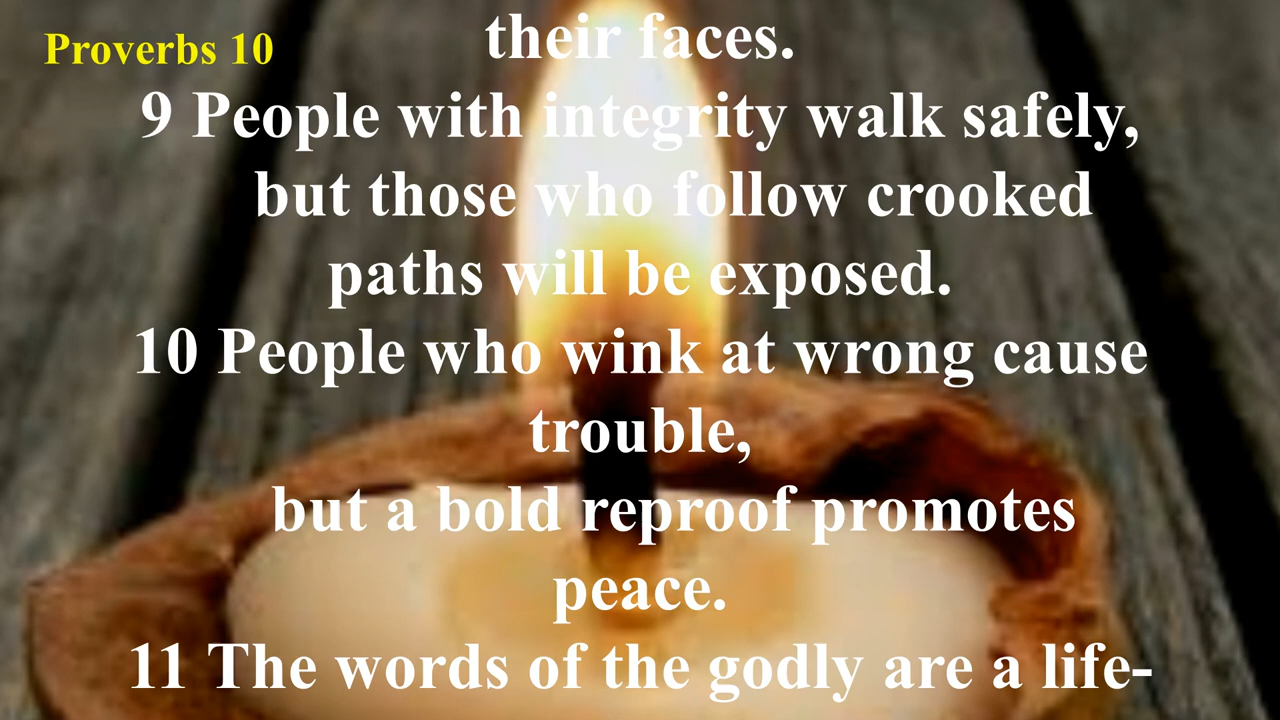 Proverbs 10
their faces.
9 People with integrity walk safely,
but those who follow crooked
paths will be exposed.
10 People who wink at wrong cause
trouble,
but a bold reproof promotes
peace.
11 The words of the godly are a life-